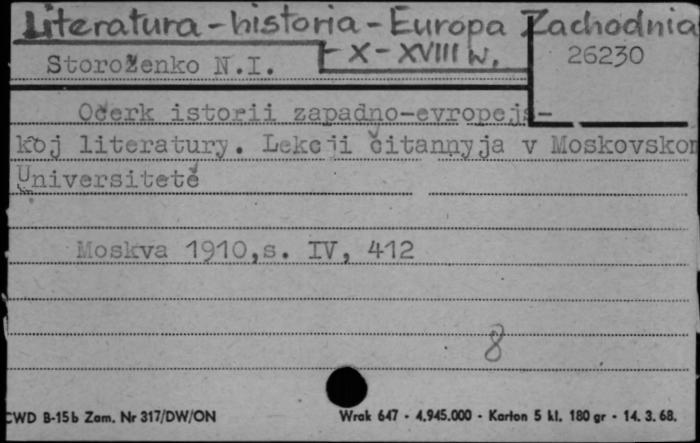 Literatura - historia - Europa Zachodnia
- X - XVIII w.
26230
Storoženko N.I.
Očerk istorii zapadno-evropejs-
koj literatury. Lekcji čitannyja v Moskovskom
Universitetě
Moskva 1910,s. IV, 412
8
CWD B-15b Zam. Nr 317/DW/ON
Wrak 647 - 4.945.000 - Karton 5 kl. 180 gr - 14. 3. 68.